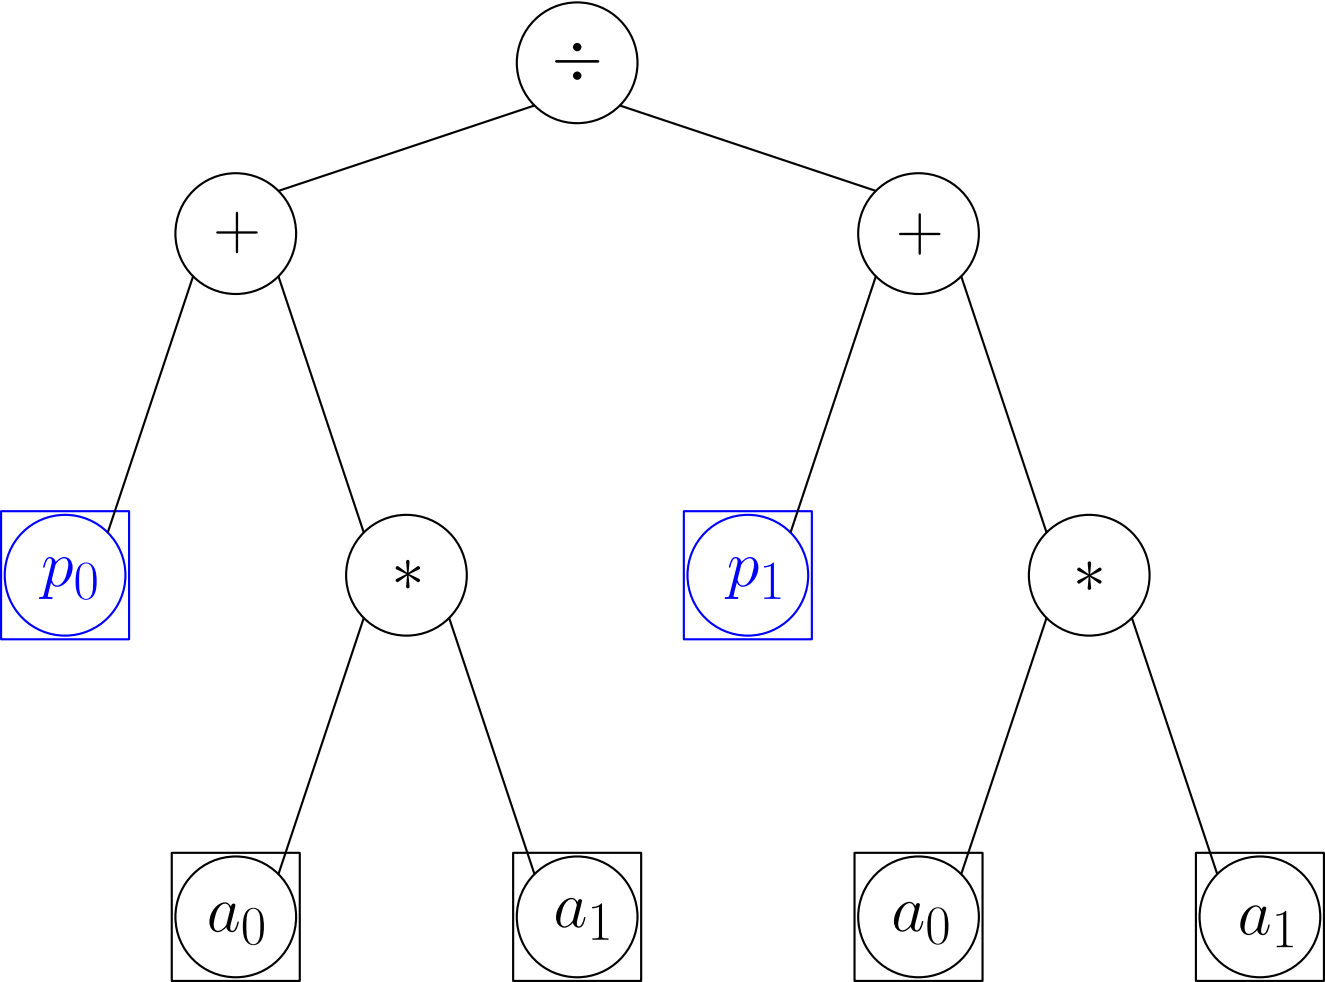 ÷
+ +
p₀ * p₁ *
a₀ a₁ a₀ a₁